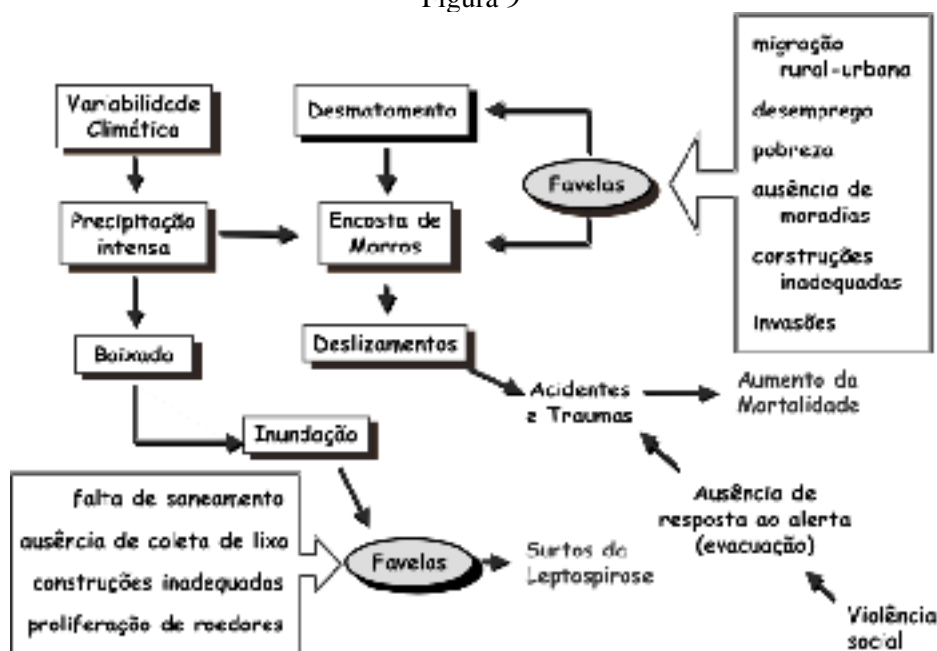 Figura 9
Variabilidade
Climática
Precipitação
intensa
Baixada
Inundação
Desmatamento
Encosta de
Morros
Deslizamentos
Favelas
migração
rural-urbana
desemprego
pobreza
ausência de
moradias
construções
inadequadas
Invasões
Acidentes
e Traumas
Aumento da
Mortalidade
Ausência de
resposta ao alerta
(evacuação)
Violência
social
falta de saneamento
ausência de coleta de lixo
construções inadequadas
proliferação de roedores
Favelas
Surtos de
Leptospirose